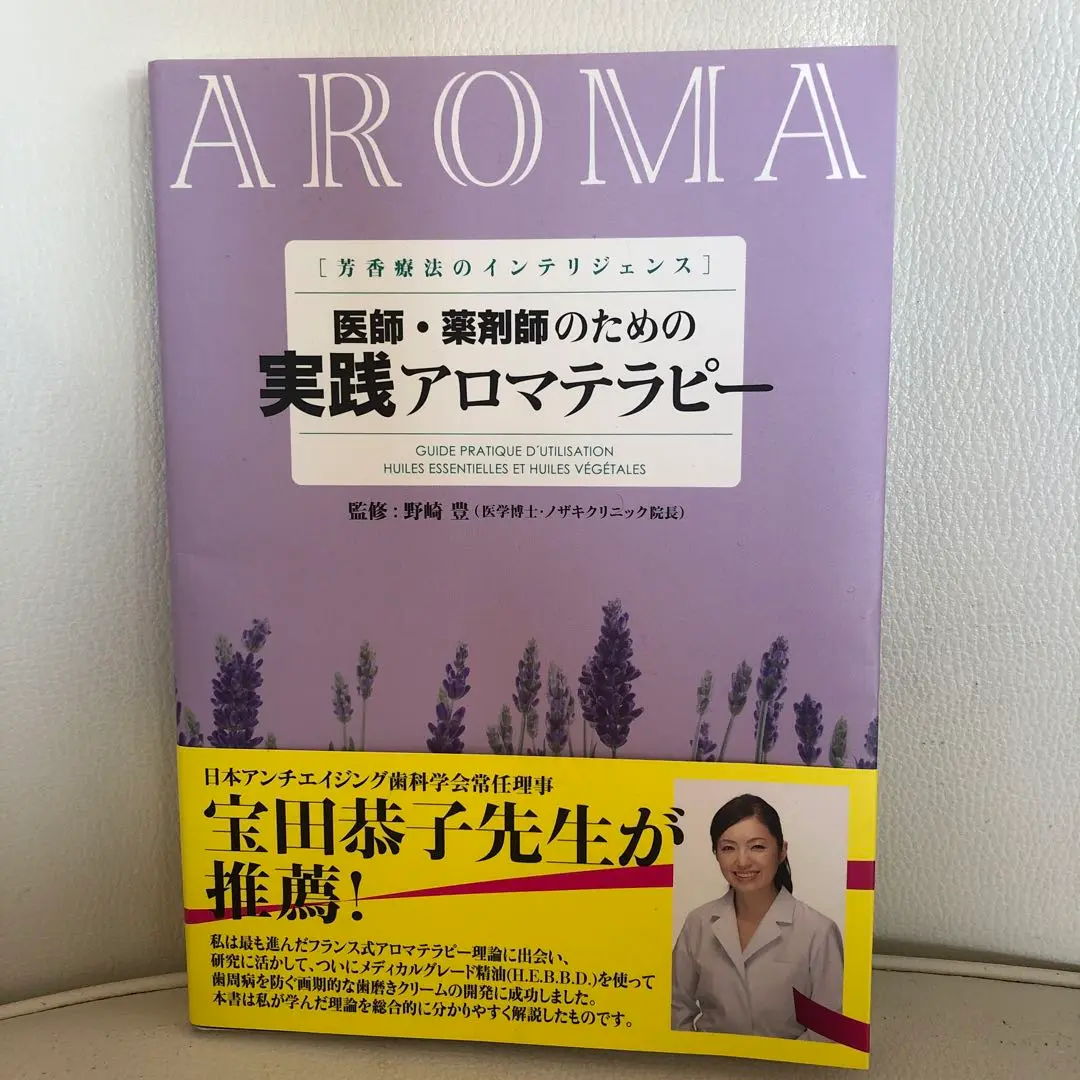 AROMA
[芳香療法のインテリジェンス]
医師・薬剤師のための
実践アロマテラピー
GUIDE PRATIQUE D'UTILISATION
HUILES ESSENTIELLES ET HUILES VÉGÉTALES
監修：野崎 豊（医学博士・ノザキクリニック院長）
日本アンチエイジング歯科学会常任理事
宝田恭子先生が
推薦！
私は最も進んだフランス式アロマテラピー理論に出会い、
研究に活かして、ついにメディカルグレード精油(H.E.B.B.D.)を使って
歯周病を防ぐ画期的な歯磨きクリームの開発に成功しました。
本書は私が学んだ理論を総合的に分かりやすく解説したものです。